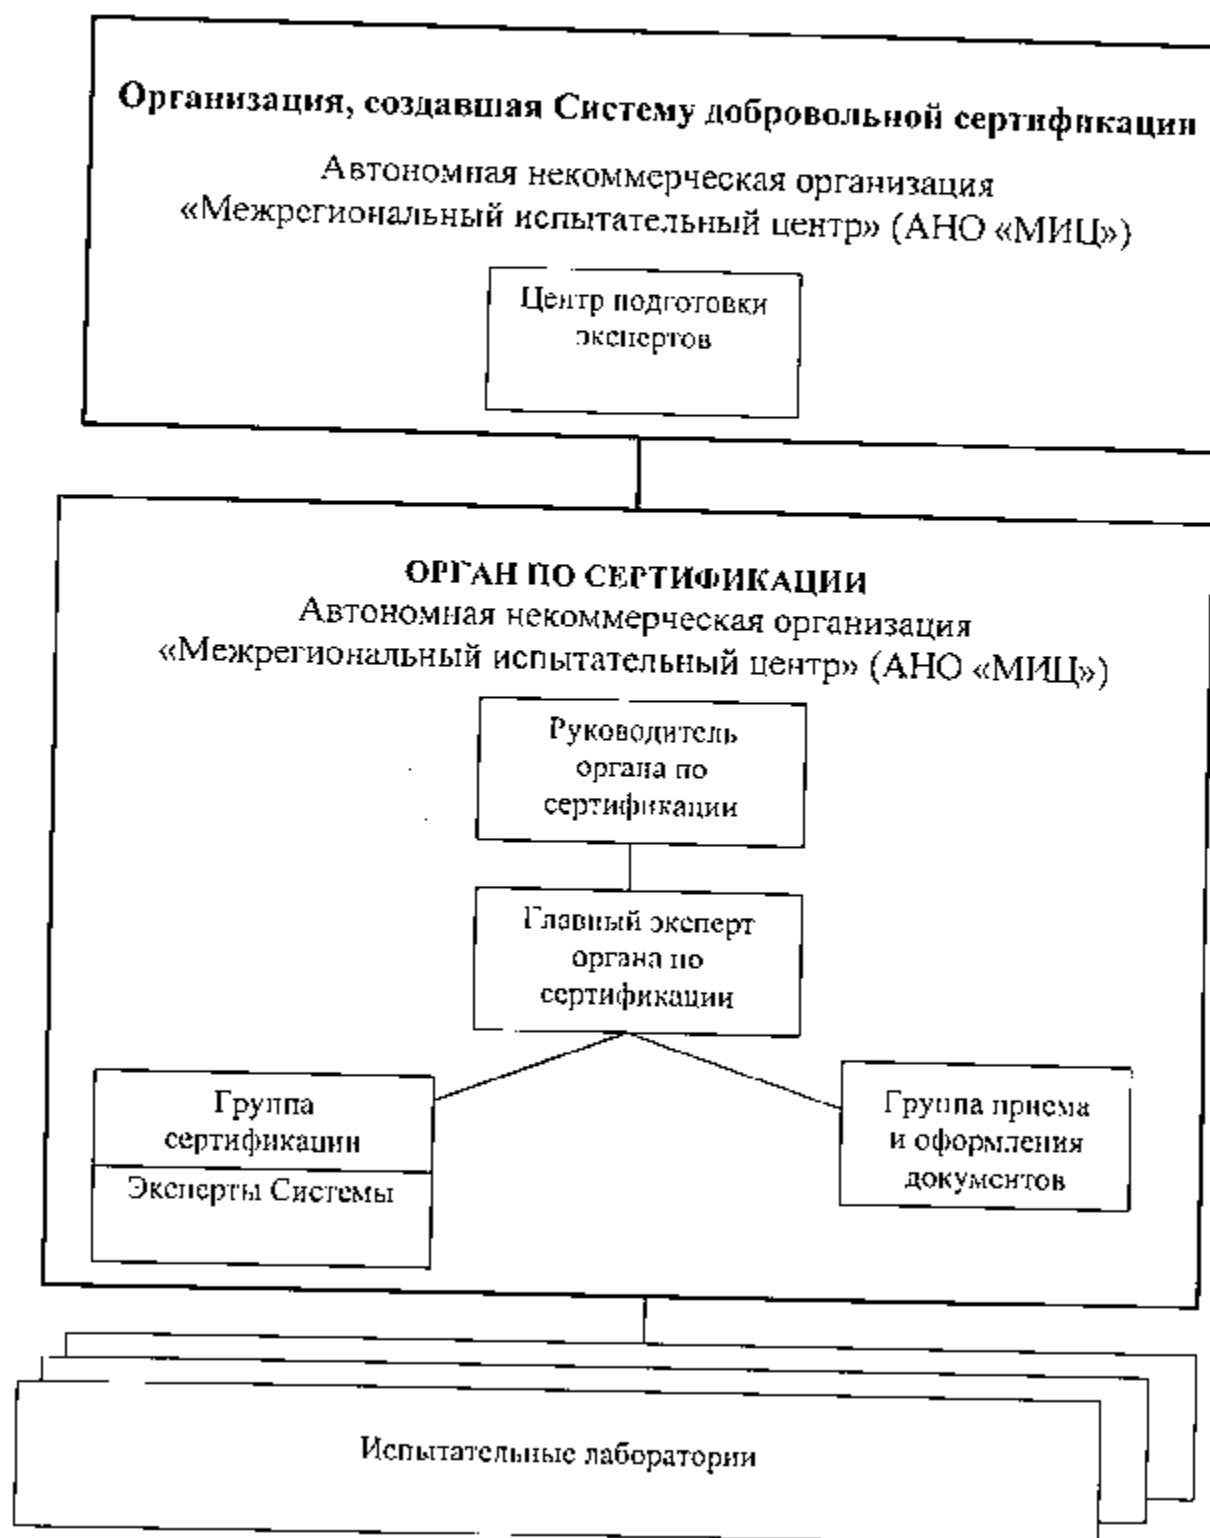 Организация, создавшая Систему добровольной сертификации
Автономная некоммерческая организация
«Межрегиональный испытательный центр» (АНО «МИЦ»)
Центр подготовки
экспертов
ОРГАН ПО СЕРТИФИКАЦИИ
Автономная некоммерческая организация
«Межрегиональный испытательный центр» (АНО «МИЦ»)
Руководитель
органа по
сертификации
Главный эксперт
органа по
сертификации
Группа
сертификации
Эксперты Системы
Группа приема
и оформления
документов
Испытательные лаборатории